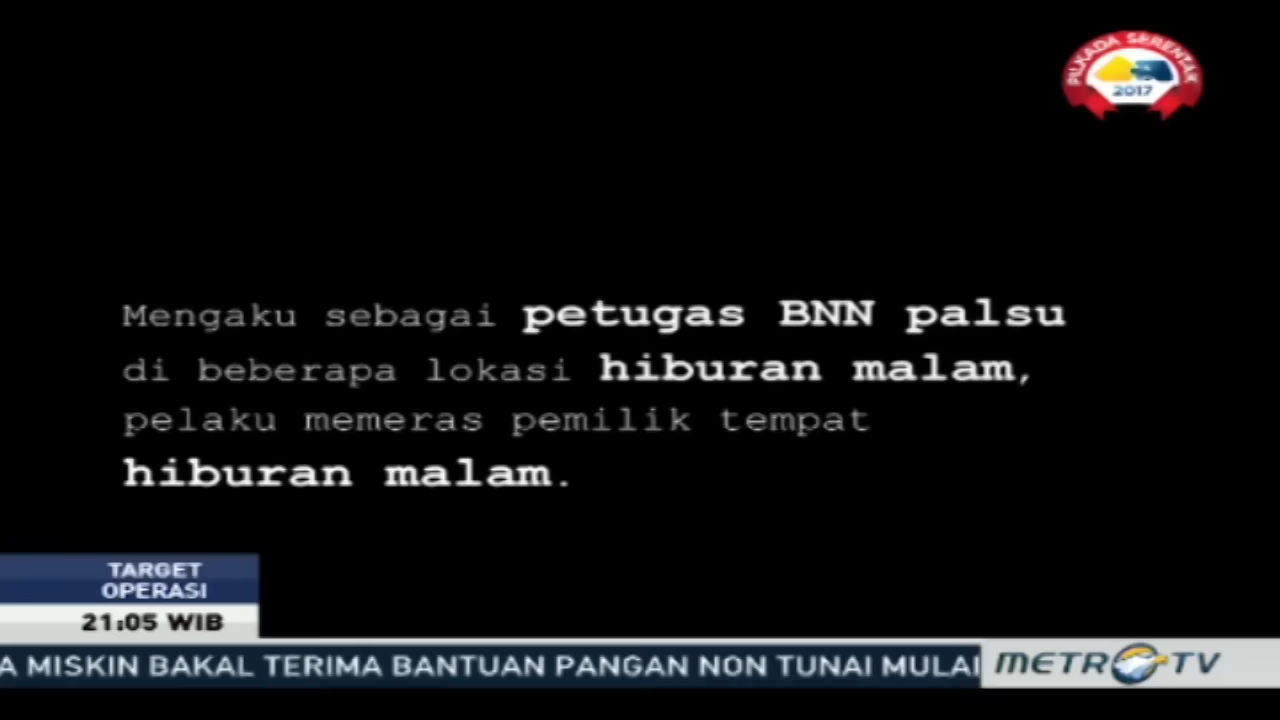 PILKADA SERENTAK
2017
Mengaku sebagai petugas BNN palsu
di beberapa lokasi hiburan malam,
pelaku memeras pemilik tempat
hiburan malam.
TARGET
OPERASI
21:05 WIB
A MISKIN BAKAL TERIMA BANTUAN PANGAN NON TUNAI MULAI
METRO TV